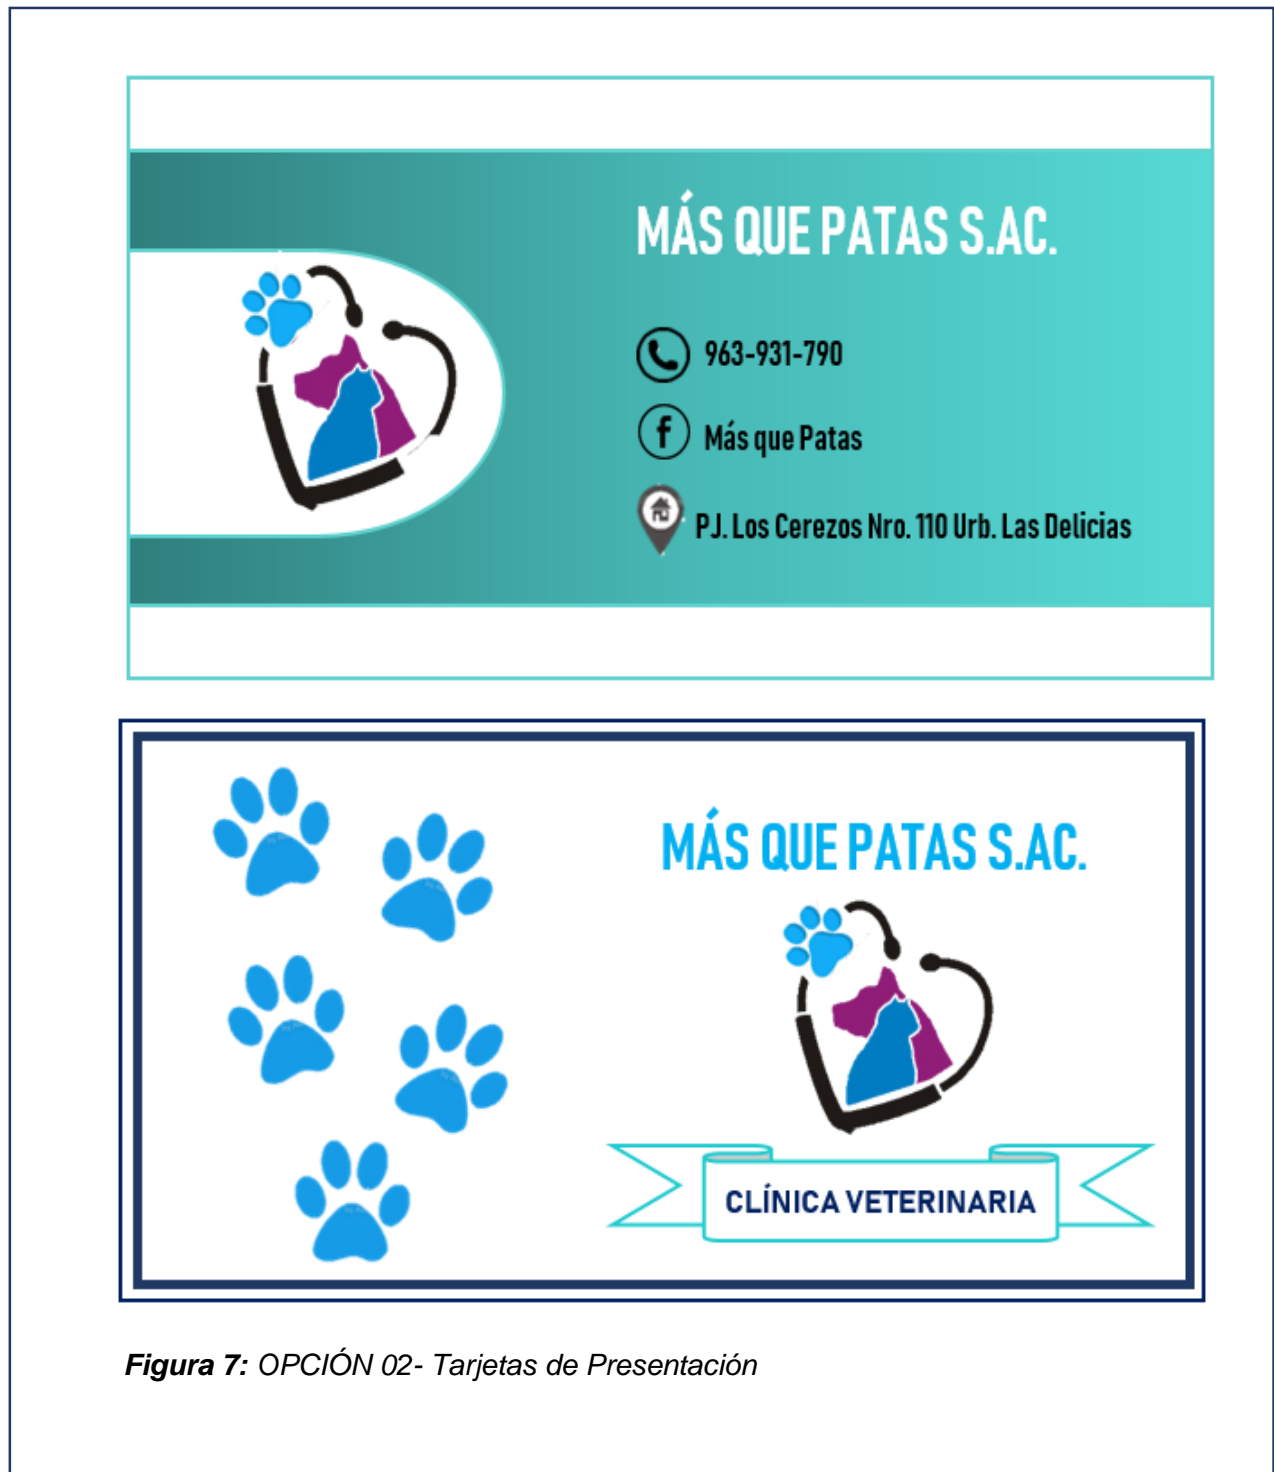 MÁS QUE PATAS S.AC.
963-931-790
Más que Patas
PJ. Los Cerezos Nro. 110 Urb. Las Delicias
MÁS QUE PATAS S.AC.
CLÍNICA VETERINARIA
Figura 7: OPCIÓN 02- Tarjetas de Presentación